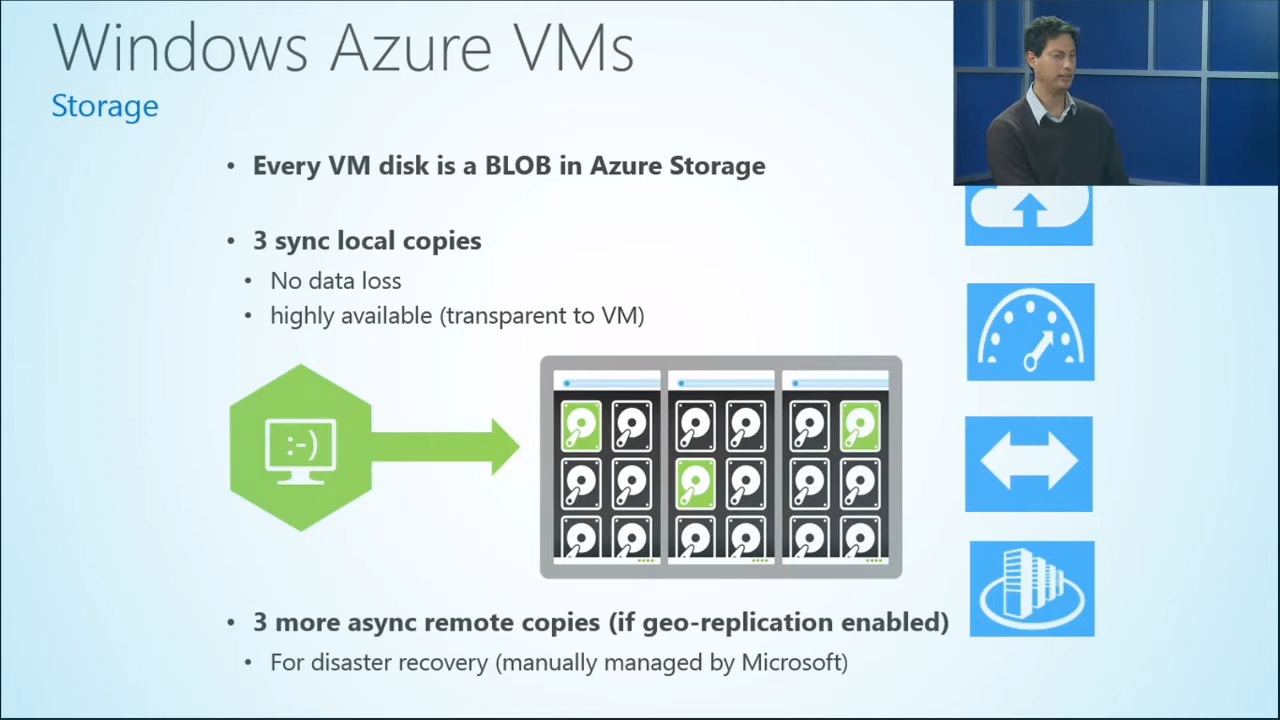 Windows Azure VMs
Storage
• Every VM disk is a BLOB in Azure Storage
• 3 sync local copies
• No data loss
• highly available (transparent to VM)
:-)
• 3 more async remote copies (if geo-replication enabled)
• For disaster recovery (manually managed by Microsoft)